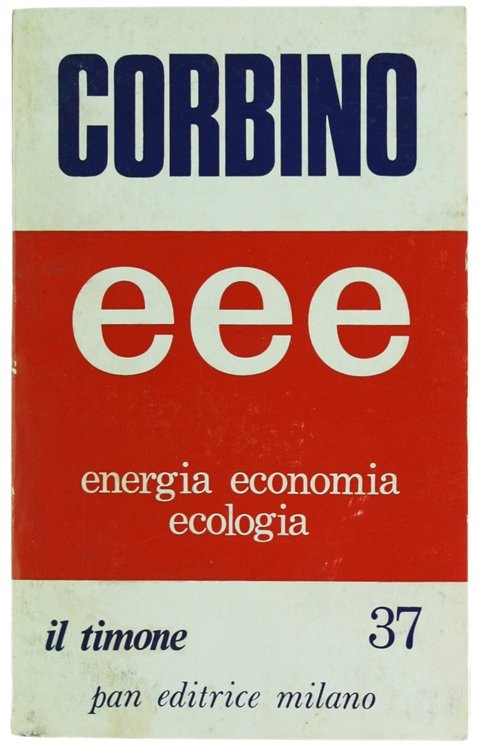 CORBINO
eee
energia economia
ecologia
il timone 37
pan editrice milano